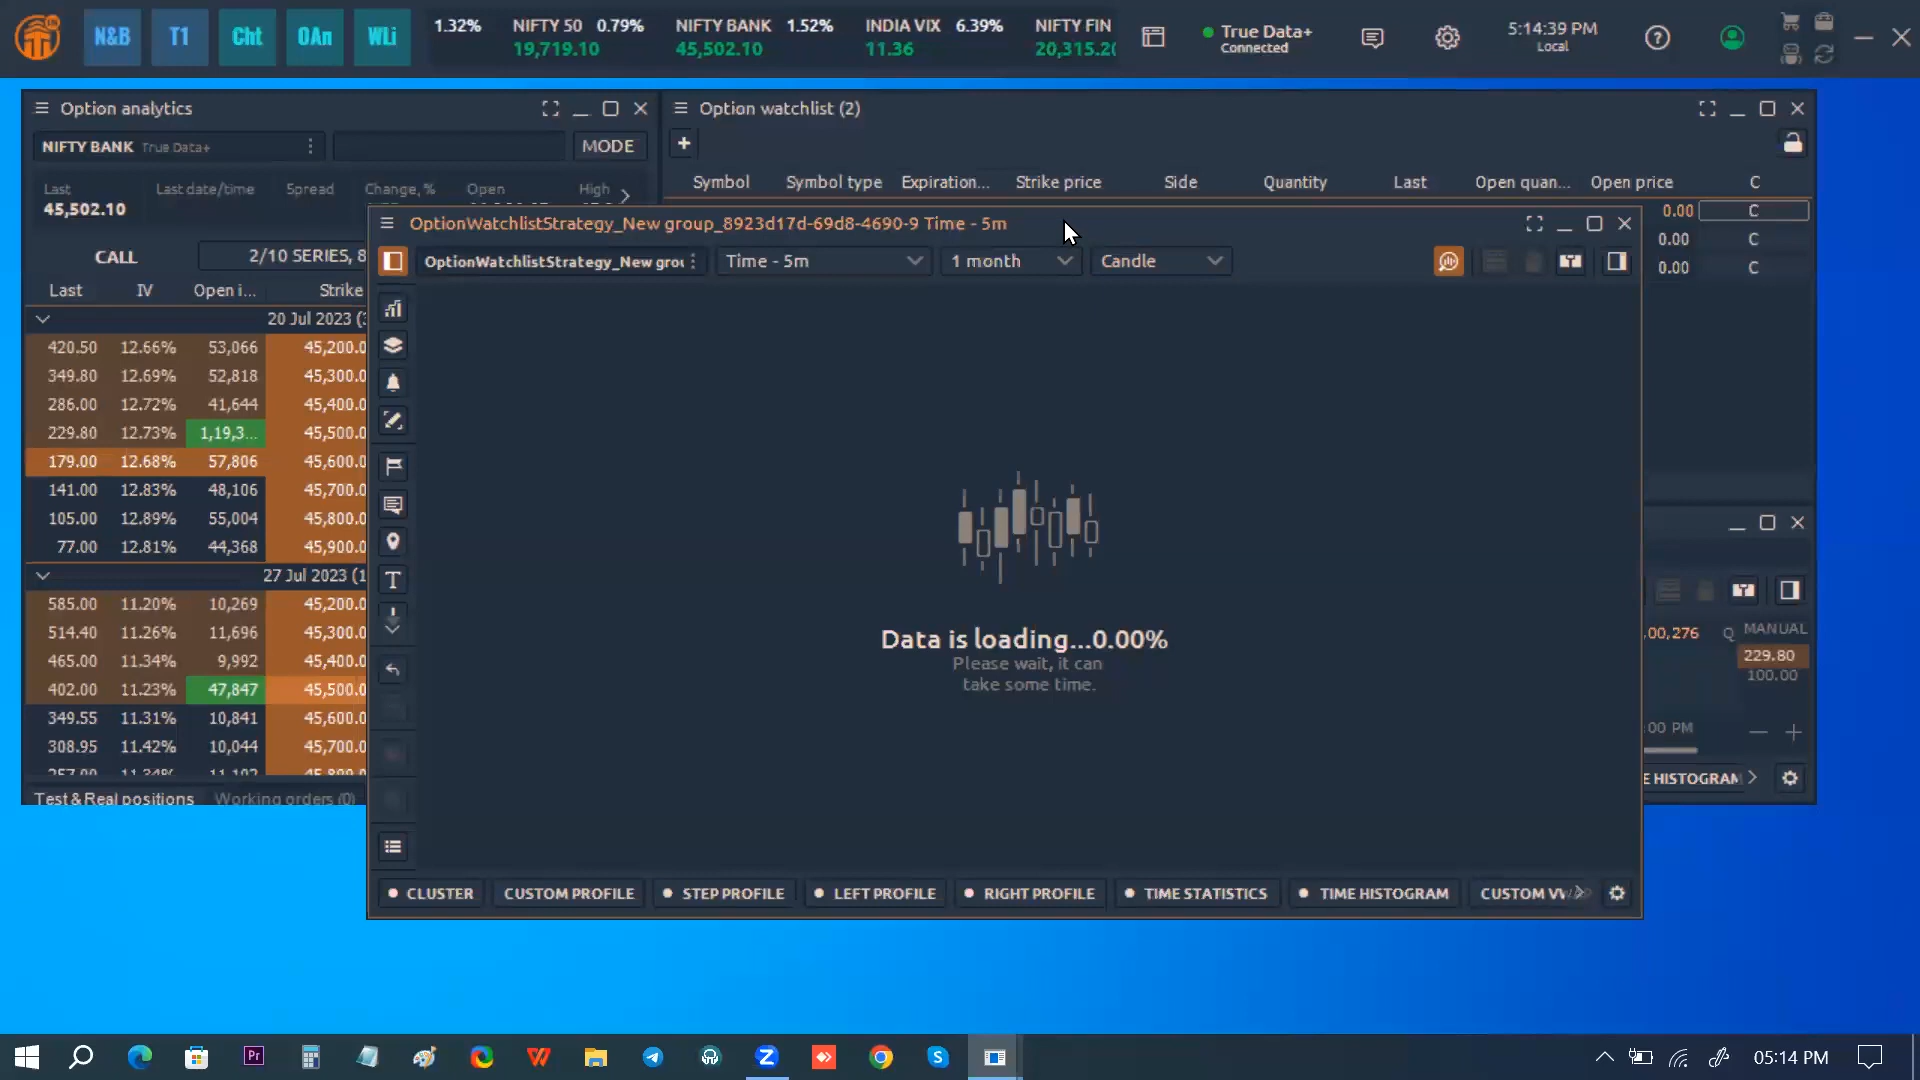 N&B
T1
Cht
OAn
WLi
1.32%
NIFTY 50 0.79%
19,719.10
NIFTY BANK 1.52%
45,502.10
INDIA VIX 6.39%
11.36
NIFTY FIN
True Data+
Connected
5:14:39 PM
Local
Option analytics
Option watchlist (2)
NIFTY BANK True Data+
MODE
Last
45,502.10
Last date/time
Spread
Change, %
Open
High
Symbol Symbol type Expiration... Strike price Side Quantity Last Open quan... Open price C
0.00 C
0.00 C
0.00 C
OptionWatchlistStrategy_New group_8923d17d-69d8-4690-9 Time - 5m
Time - 5m
1 month
Candle
CALL
2/10 SERIES, 8
Last IV Open i... Strike
20 Jul 2023
420.50 12.66% 53,066 45,200.0
349.80 12.69% 52,818 45,300.0
286.00 12.72% 41,644 45,400.0
229.80 12.73% 1,19,3... 45,500.0
179.00 12.68% 57,806 45,600.0
141.00 12.83% 48,106 45,700.0
105.00 12.89% 55,004 45,800.0
77.00 12.81% 44,368 45,900.0
27 Jul 2023 (1
585.00 11.20% 10,269 45,200.0
514.40 11.26% 11,696 45,300.0
465.00 11.34% 9,992 45,400.0
402.00 11.23% 47,847 45,500.0
349.55 11.31% 10,841 45,600.0
308.95 11.42% 10,044 45,700.0
Test & Real positions Working orders (0)
T
Data is loading...0.00%
Please wait, it can
take some time.
CLUSTER
CUSTOM PROFILE
STEP PROFILE
LEFT PROFILE
RIGHT PROFILE
TIME STATISTICS
TIME HISTOGRAM
00,276
MANUAL
229.80
100.00
:00 PM
E HISTOGRAM
Pr
Z
S
05:14 PM